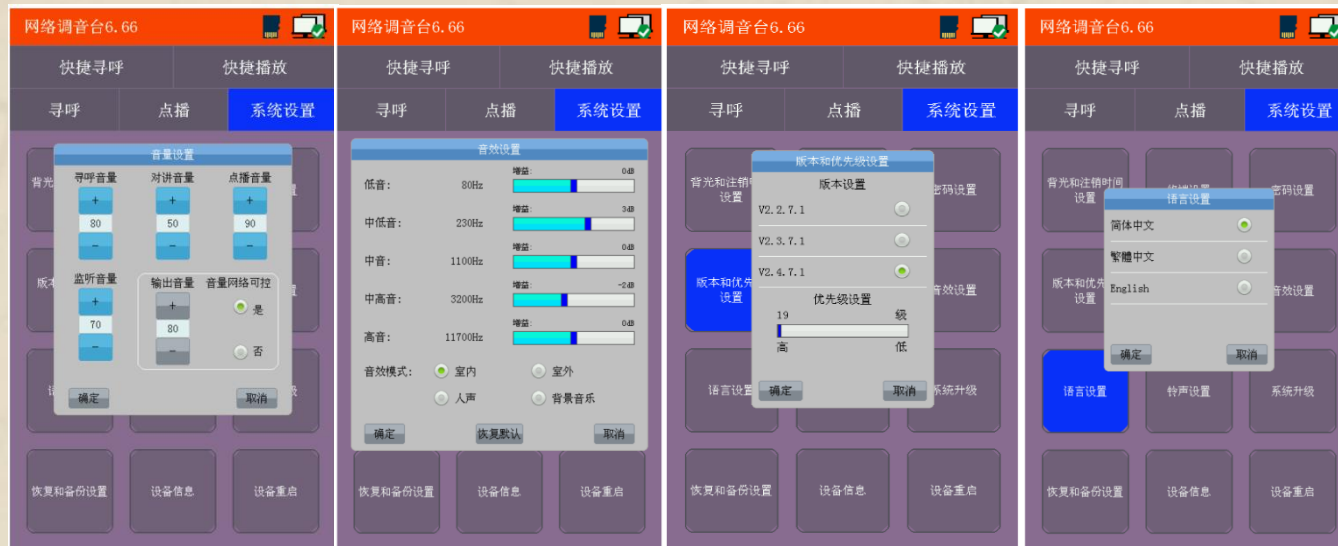 网络调音台6.66
快捷寻呼 快捷播放
寻呼 点播 系统设置
音量设置
寻呼音量 对讲音量 点播音量
+ + +
80 50 90
- - -
监听音量 输出音量 音量网络可控
+ + 是
70 80
- - 否
确定 取消
恢复和备份设置 设备信息 设备重启
网络调音台6.66
快捷寻呼 快捷播放
寻呼 点播 系统设置
音效设置
低音: 80Hz 增益: 0dB
中低音: 230Hz 增益: 3dB
中音: 1100Hz 增益: 0dB
中高音: 3200Hz 增益: -2dB
高音: 11700Hz 增益: 0dB
音效模式: 室内 室外
人声 背景音乐
确定 恢复默认 取消
恢复和备份设置 设备信息 设备重启
网络调音台6.66
快捷寻呼 快捷播放
寻呼 点播 系统设置
背光和注销
设置
密码设置
版本和优先级设置
版本设置
V2.2.7.1
V2.3.7.1
V2.4.7.1
优先级设置
19 级
高 低
确定 取消
版本和优先
设置
音效设置
语言设置 系统升级
恢复和备份设置 设备信息 设备重启
网络调音台6.66
快捷寻呼 快捷播放
寻呼 点播 系统设置
背光和注销时间
设置
密码设置
语言设置
简体中文
繁體中文
English
确定 取消
版本和优先
设置
音效设置
语言设置 铃声设置 系统升级
恢复和备份设置 设备信息 设备重启